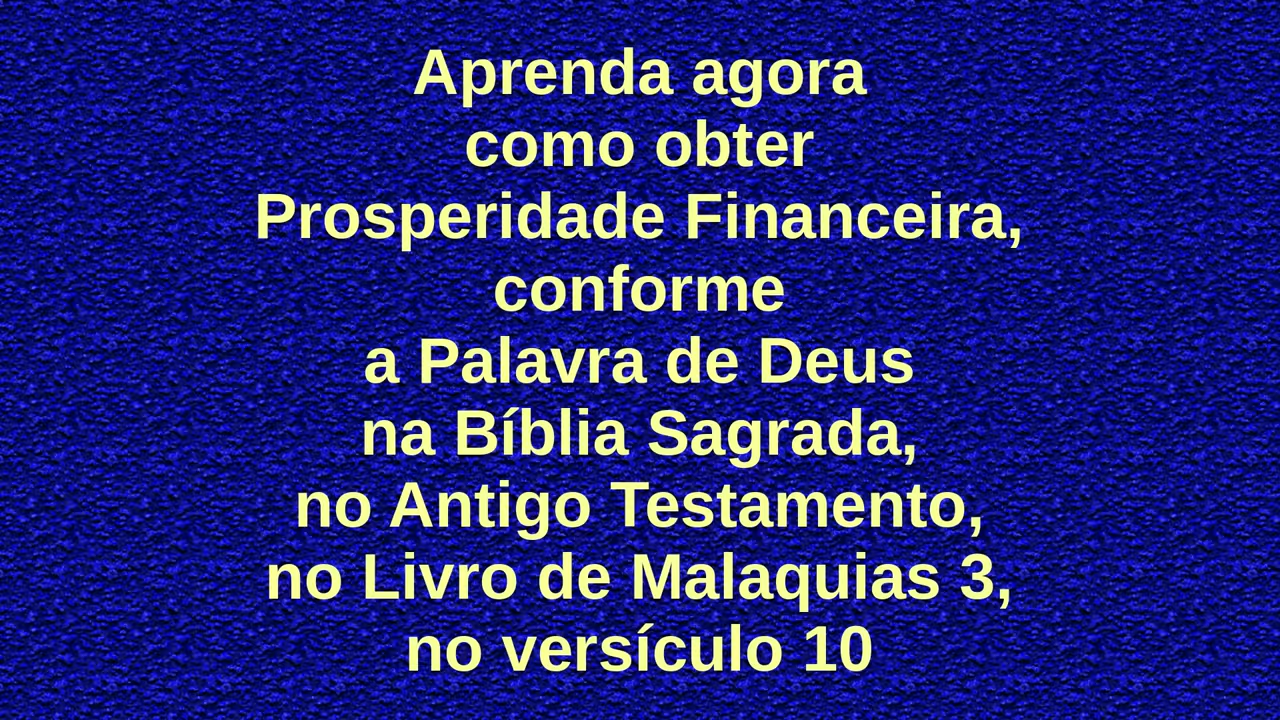 Aprenda agora
como obter
Prosperidade Financeira,
conforme
a Palavra de Deus
na Bíblia Sagrada,
no Antigo Testamento,
no Livro de Malaquias 3,
no versículo 10